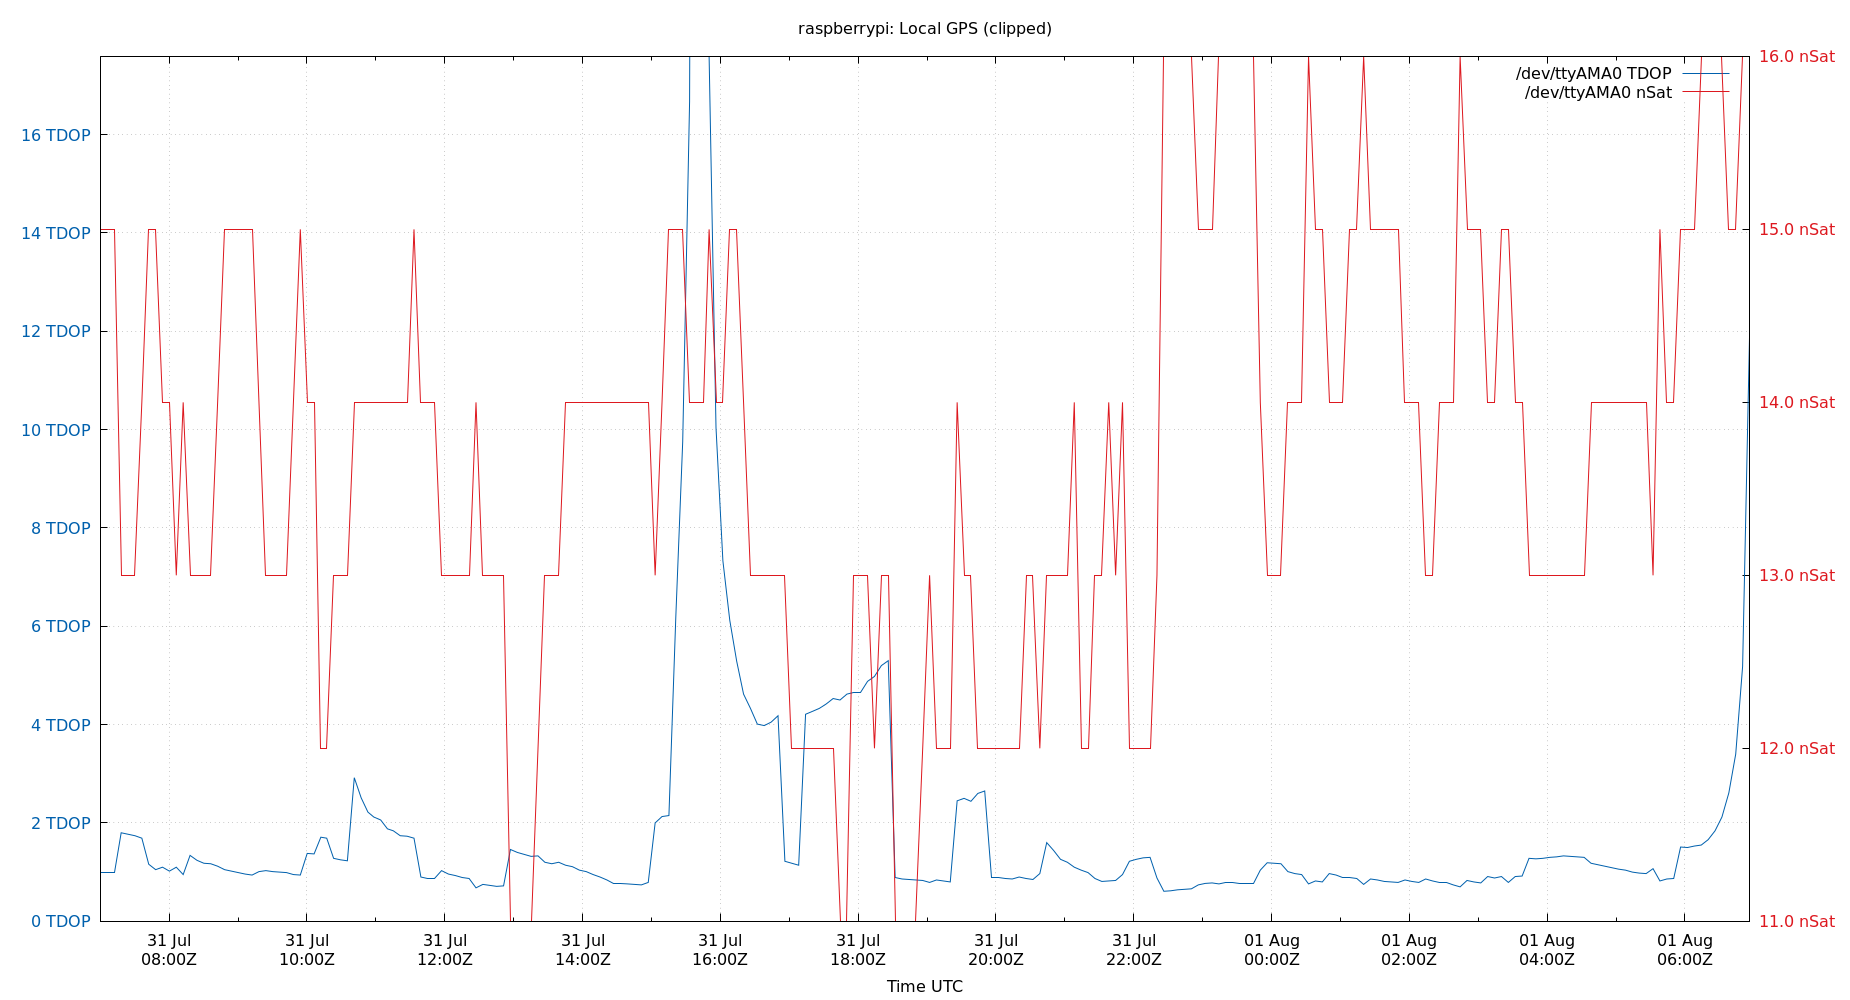 raspberrypi: Local GPS (clipped)
/dev/ttyAMA0 TDOP
/dev/ttyAMA0 nSat
16 TDOP
14 TDOP
12 TDOP
10 TDOP
8 TDOP
6 TDOP
4 TDOP
2 TDOP
0 TDOP
16.0 nSat
15.0 nSat
14.0 nSat
13.0 nSat
12.0 nSat
11.0 nSat
31 Jul 08:00Z
31 Jul 10:00Z
31 Jul 12:00Z
31 Jul 14:00Z
31 Jul 16:00Z
31 Jul 18:00Z
31 Jul 20:00Z
31 Jul 22:00Z
01 Aug 00:00Z
01 Aug 02:00Z
01 Aug 04:00Z
01 Aug 06:00Z
Time UTC